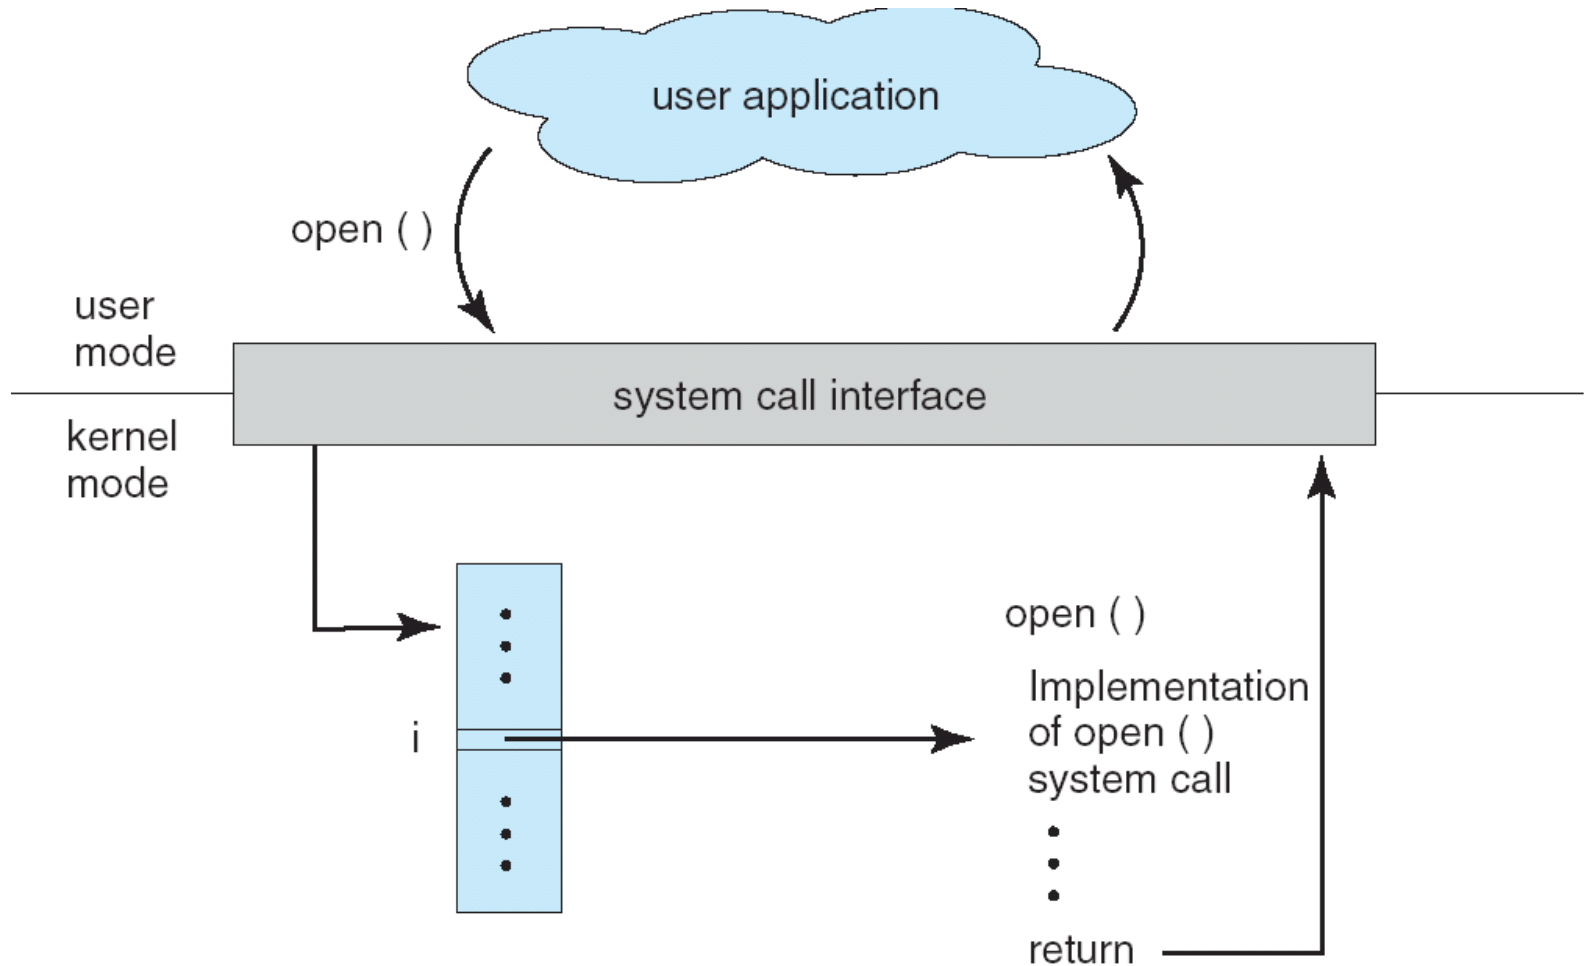 user application
open ( )
user
mode
system call interface
kernel
mode
open ( )
Implementation
i
of open ( )
system call
return